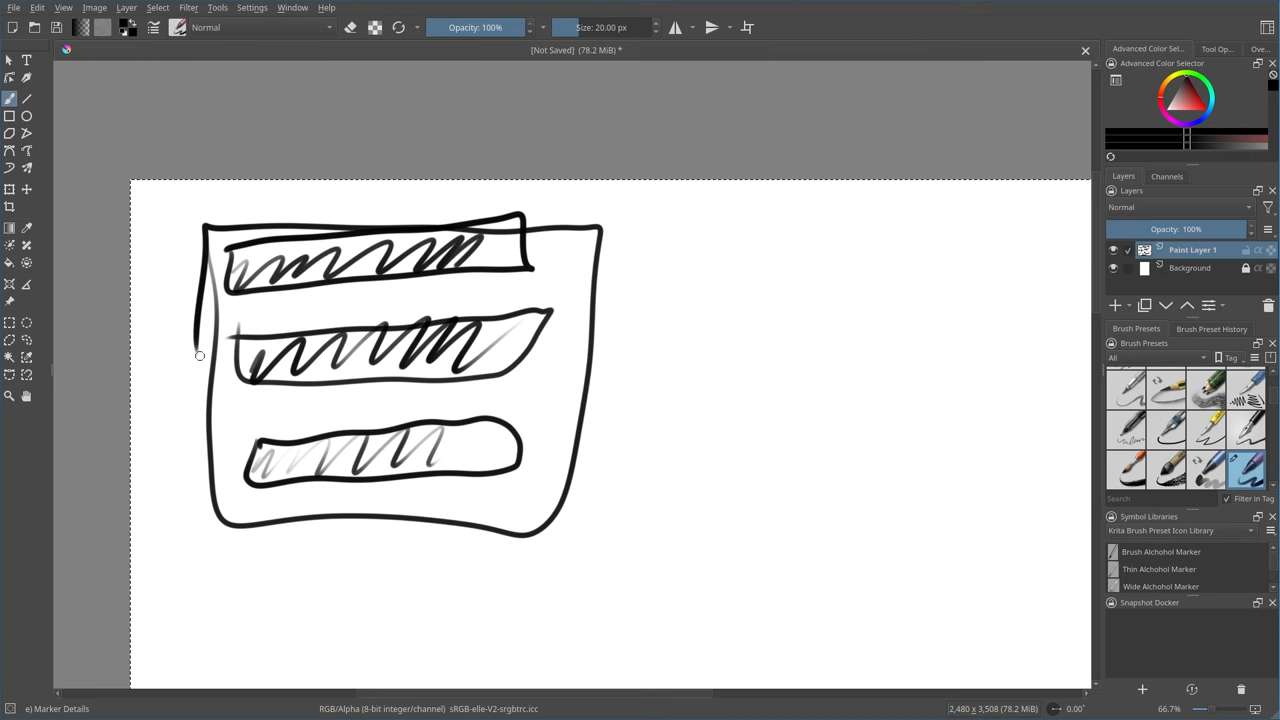 File Edit View Image Layer Select Filter Tools Settings Window Help
Normal
Opacity: 100%
Size: 20.00 px
[Not Saved] (78.2 MiB) *
Advanced Color Sel... Tool Op... Ove...
Advanced Color Selector
Layers Channels
Layers
Normal
Opacity: 100%
Paint Layer 1
Background
Brush Presets Brush Preset History
Brush Presets
All Tag
Search Filter in Tag
Symbol Libraries
Krita Brush Preset Icon Library
Brush Alchohol Marker
Thin Alchohol Marker
Wide Alchohol Marker
Snapshot Docker
e) Marker Details RGB/Alpha (8-bit integer/channel) sRGB-elle-V2-srgbtrc.icc 2,480 x 3,508 (78.2 MiB) 0.00° 66.7%